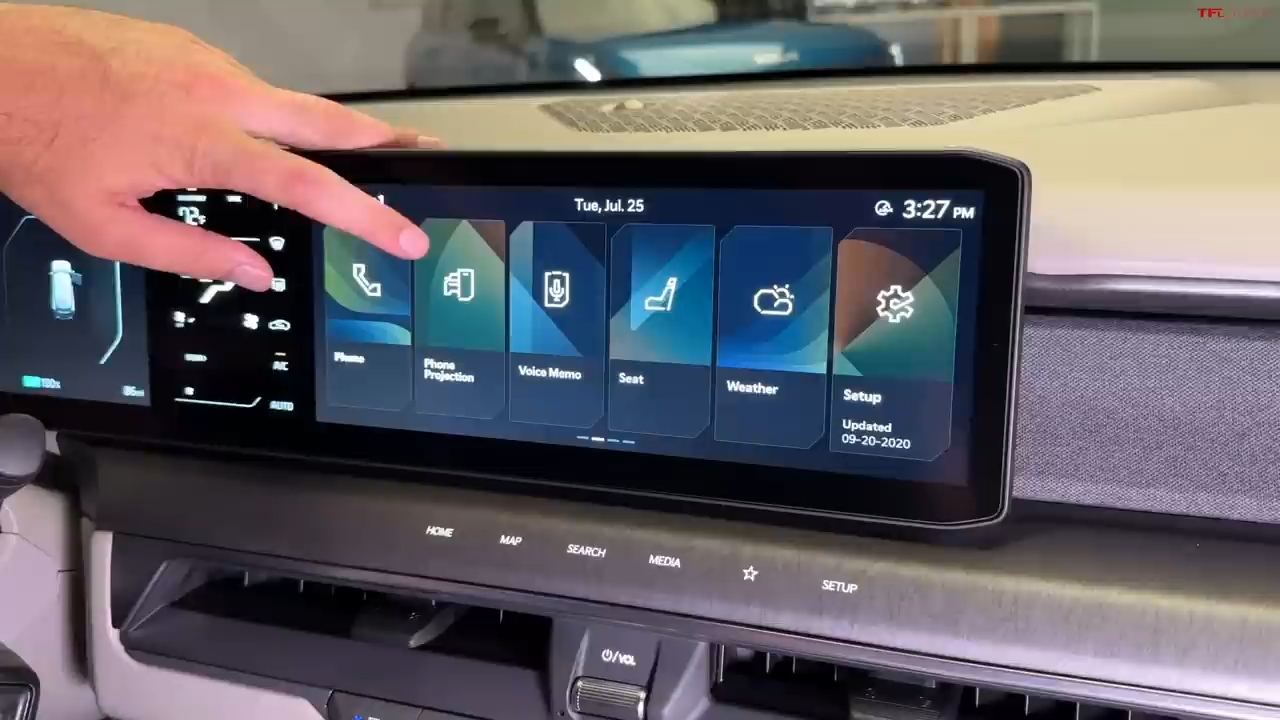 TFL
Tue, Jul. 25
3:27 PM
Phone
Phone
Projection
Voice Memo
Seat
Weather
Setup
Updated
09-20-2020
A/C
AUTO
HOME
MAP
SEARCH
MEDIA
SETUP
/VOL